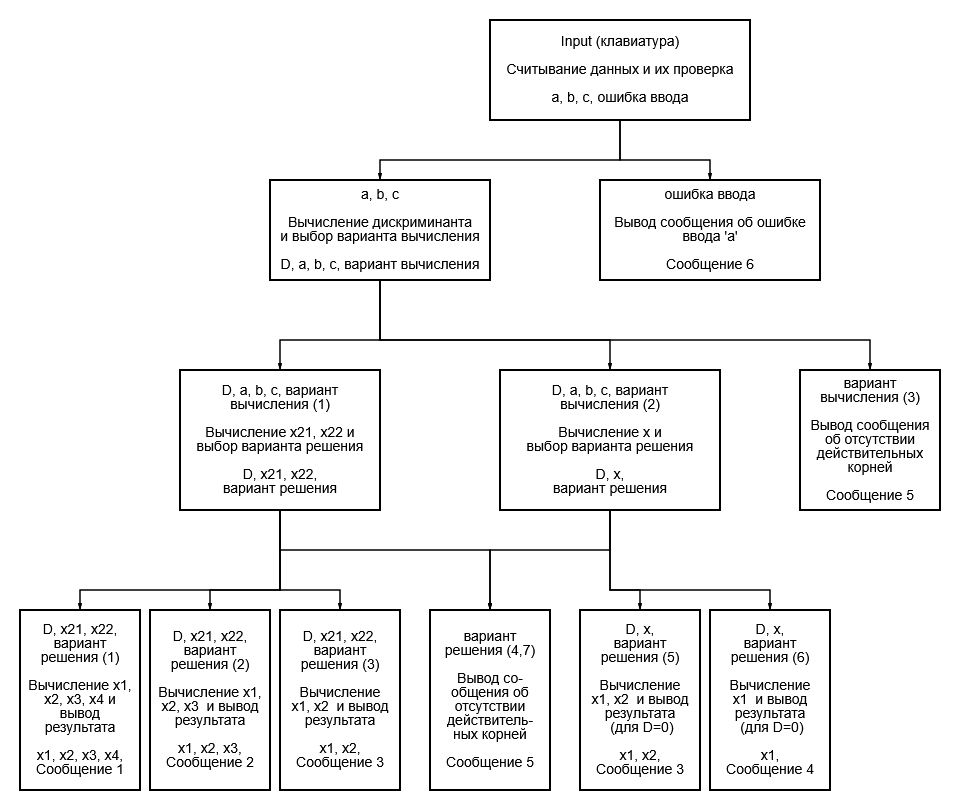 Input (клавиатура)
Считывание данных и их проверка
a, b, c, ошибка ввода
a, b, c
Вычисление дискриминанта
и выбор варианта вычисления
D, a, b, c, вариант вычисления
ошибка ввода
Вывод сообщения об ошибке
ввода 'a'
Сообщение 6
D, a, b, c, вариант
вычисления (1)
Вычисление x21, x22 и
выбор варианта решения
D, x21, x22,
вариант решения
D, a, b, c, вариант
вычисления (2)
Вычисление x и
выбор варианта решения
D, x,
вариант решения
вариант
вычисления (3)
Вывод сообщения
об отсутствии
действительных
корней
Сообщение 5
D, x21, x22,
вариант
решения (1)
Вычисление x1,
x2, x3, x4 и
вывод
результата
x1, x2, x3, x4,
Сообщение 1
D, x21, x22,
вариант
решения (2)
Вычисление x1,
x2, x3 и вывод
результата
x1, x2, x3,
Сообщение 2
D, x21, x22,
вариант
решения (3)
Вычисление
x1, x2 и вывод
результата
x1, x2,
Сообщение 3
вариант
решения (4,7)
Вывод со-
общения об
отсутствии
действитель-
ных корней
Сообщение 5
D, x,
вариант
решения (5)
Вычисление
x1, x2 и вывод
результата
(для D=0)
x1, x2,
Сообщение 3
D, x,
вариант
решения (6)
Вычисление
x1 и вывод
результата
(для D=0)
x1,
Сообщение 4